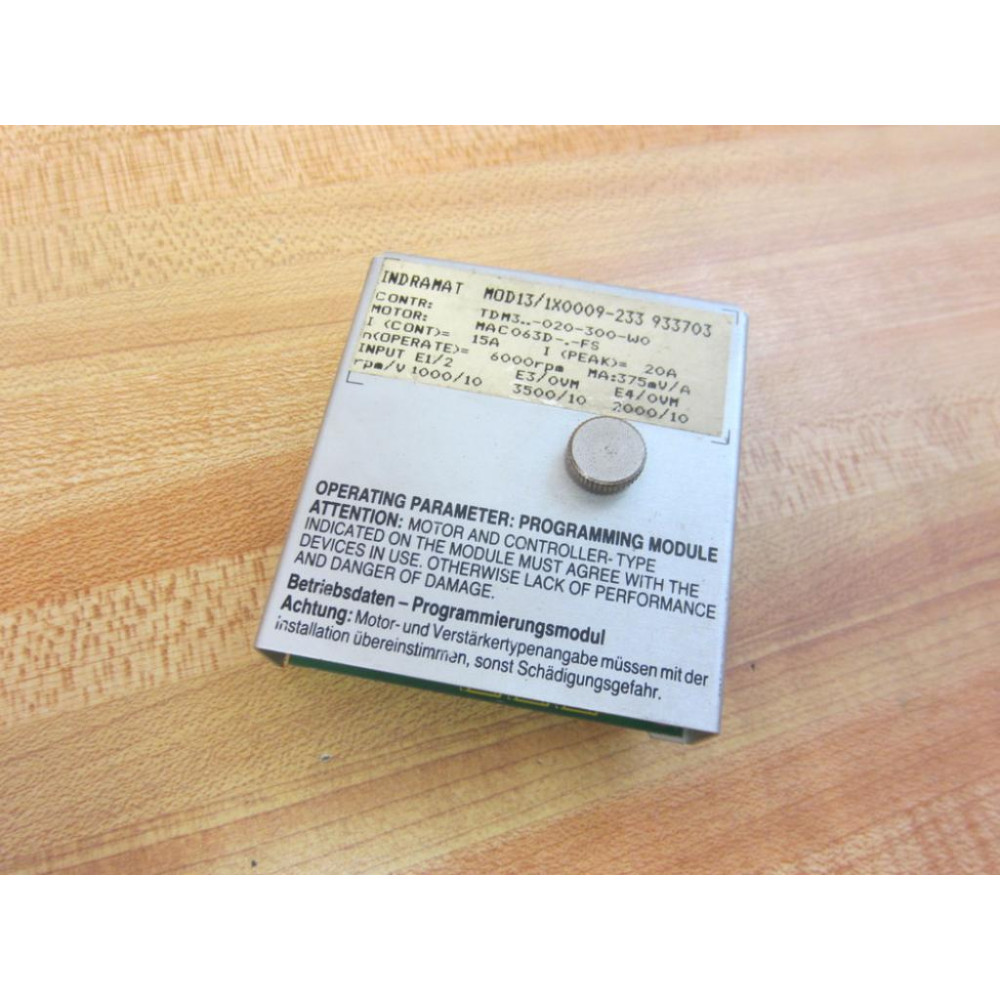 INDRAMAT MOD13/1X0009-233 933703
CONTR: TDM3..-020-300-W0
MOTOR: MAC063D-.-FS
I (CONT)= 15A I (PEAK)= 20A
n(OPERATE)= 6000rpm MA:375mV/A
INPUT E1/2 E3/OVM E4/OVM
rpm/V 1000/10 3500/10 2000/10
OPERATING PARAMETER: PROGRAMMING MODULE
ATTENTION: MOTOR AND CONTROLLER-TYPE
INDICATED ON THE MODULE MUST AGREE WITH THE
DEVICES IN USE. OTHERWISE LACK OF PERFORMANCE
AND DANGER OF DAMAGE.
Betriebsdaten – Programmierungsmodul
Achtung: Motor- und Verstärkertypenangabe müssen mit der
Installation übereinstimmen, sonst Schädigungsgefahr.